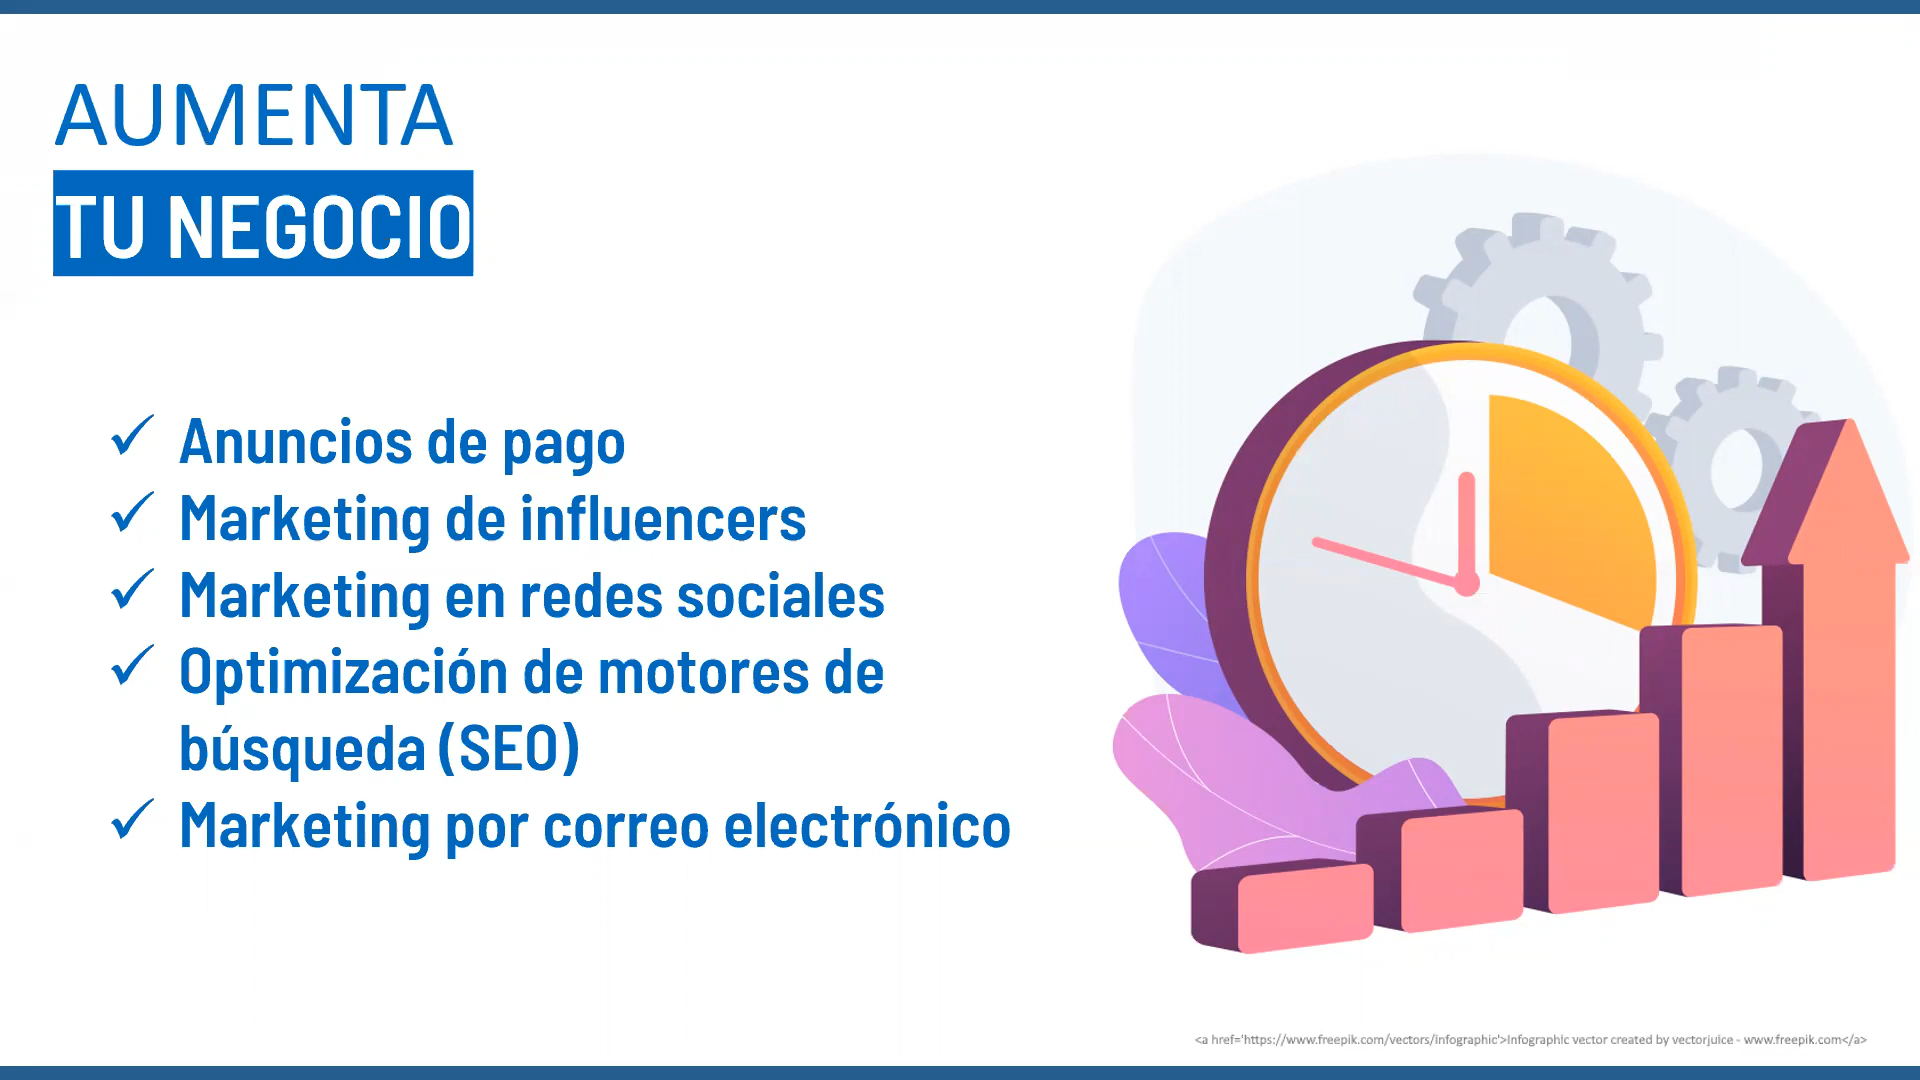 AUMENTA
TU NEGOCIO
✓ Anuncios de pago
✓ Marketing de influencers
✓ Marketing en redes sociales
✓ Optimización de motores de
búsqueda (SEO)
✓ Marketing por correo electrónico
<a href='https://www.freepik.com/vectors/infographic'>Infographic vector created by vectorjuice - www.freepik.com</a>